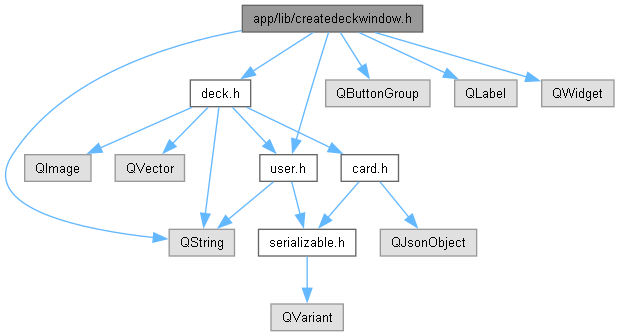 app/lib/createdeckwindow.h
deck.h
QButtonGroup
QLabel
QWidget
QImage
QVector
user.h
card.h
QString
serializable.h
QJsonObject
QVariant